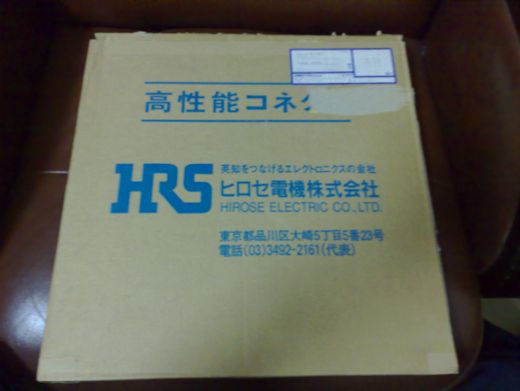 高性能コネク
HRS
英知をつなげるエレクトロニクスの会社
ヒロセ電機株式会社
HIROSE ELECTRIC CO.,LTD.
東京都品川区大崎5丁目5番23号
電話(03)3492-2161(代表)